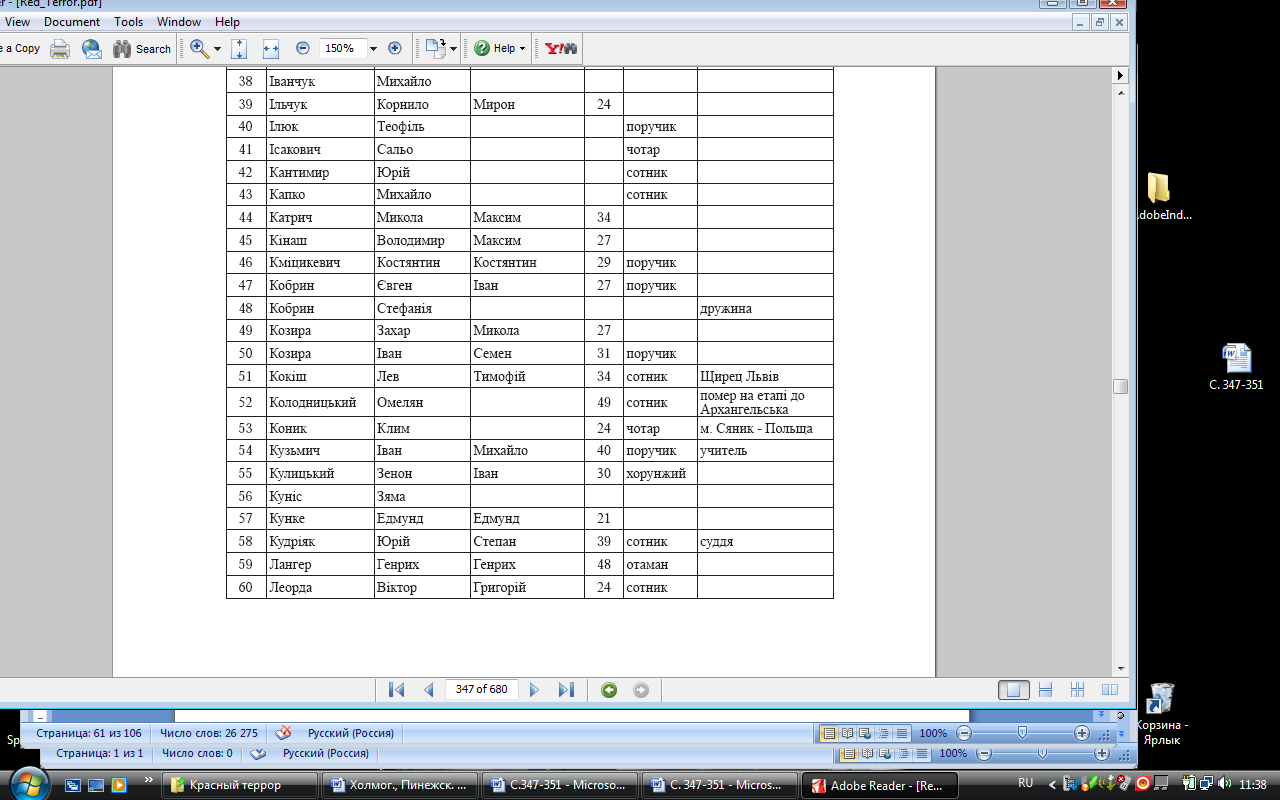 er - [Red_Terror.pdf]
View Document Tools Window Help
e a Copy Search 150% Help Y!
38 Іванчук Михайло
39 Ільчук Корнило Мирон 24
40 Ілюк Теофіль поручик
41 Ісакович Сальо чотар
42 Кантимир Юрій сотник
43 Капко Михайло сотник
44 Катрич Микола Максим 34
45 Кінаш Володимир Максим 27
46 Кміцикевич Костянтин Костянтин 29 поручик
47 Кобрин Євген Іван 27 поручик
48 Кобрин Стефанія дружина
49 Козира Захар Микола 27
50 Козира Іван Семен 31 поручик
51 Кокіш Лев Тимофій 34 сотник Щирец Львів
52 Колодницький Омелян 49 сотник помер на етапі до
Архангельська
53 Коник Клим 24 чотар м. Сяник - Польща
54 Кузьмич Іван Михайло 40 поручик учитель
55 Кулицький Зенон Іван 30 хорунжий
56 Куніс Зяма
57 Кунке Едмунд Едмунд 21
58 Кудріяк Юрій Степан 39 сотник суддя
59 Лангер Генрих Генрих 48 отаман
60 Леорда Віктор Григорій 24 сотник
347 of 680
dobeInd...
С. 347-351
Корзина -
Ярлык
Sp
Страница: 61 из 106 Число слов: 26 275 Русский (Россия) 100%
Страница: 1 из 1 Число слов: 0 Русский (Россия) 100%
Красный террор Холмог., Пинежск. ... С.347-351 - Microso... С. 347-351 - Micros... Adobe Reader - [Re... RU 11:38